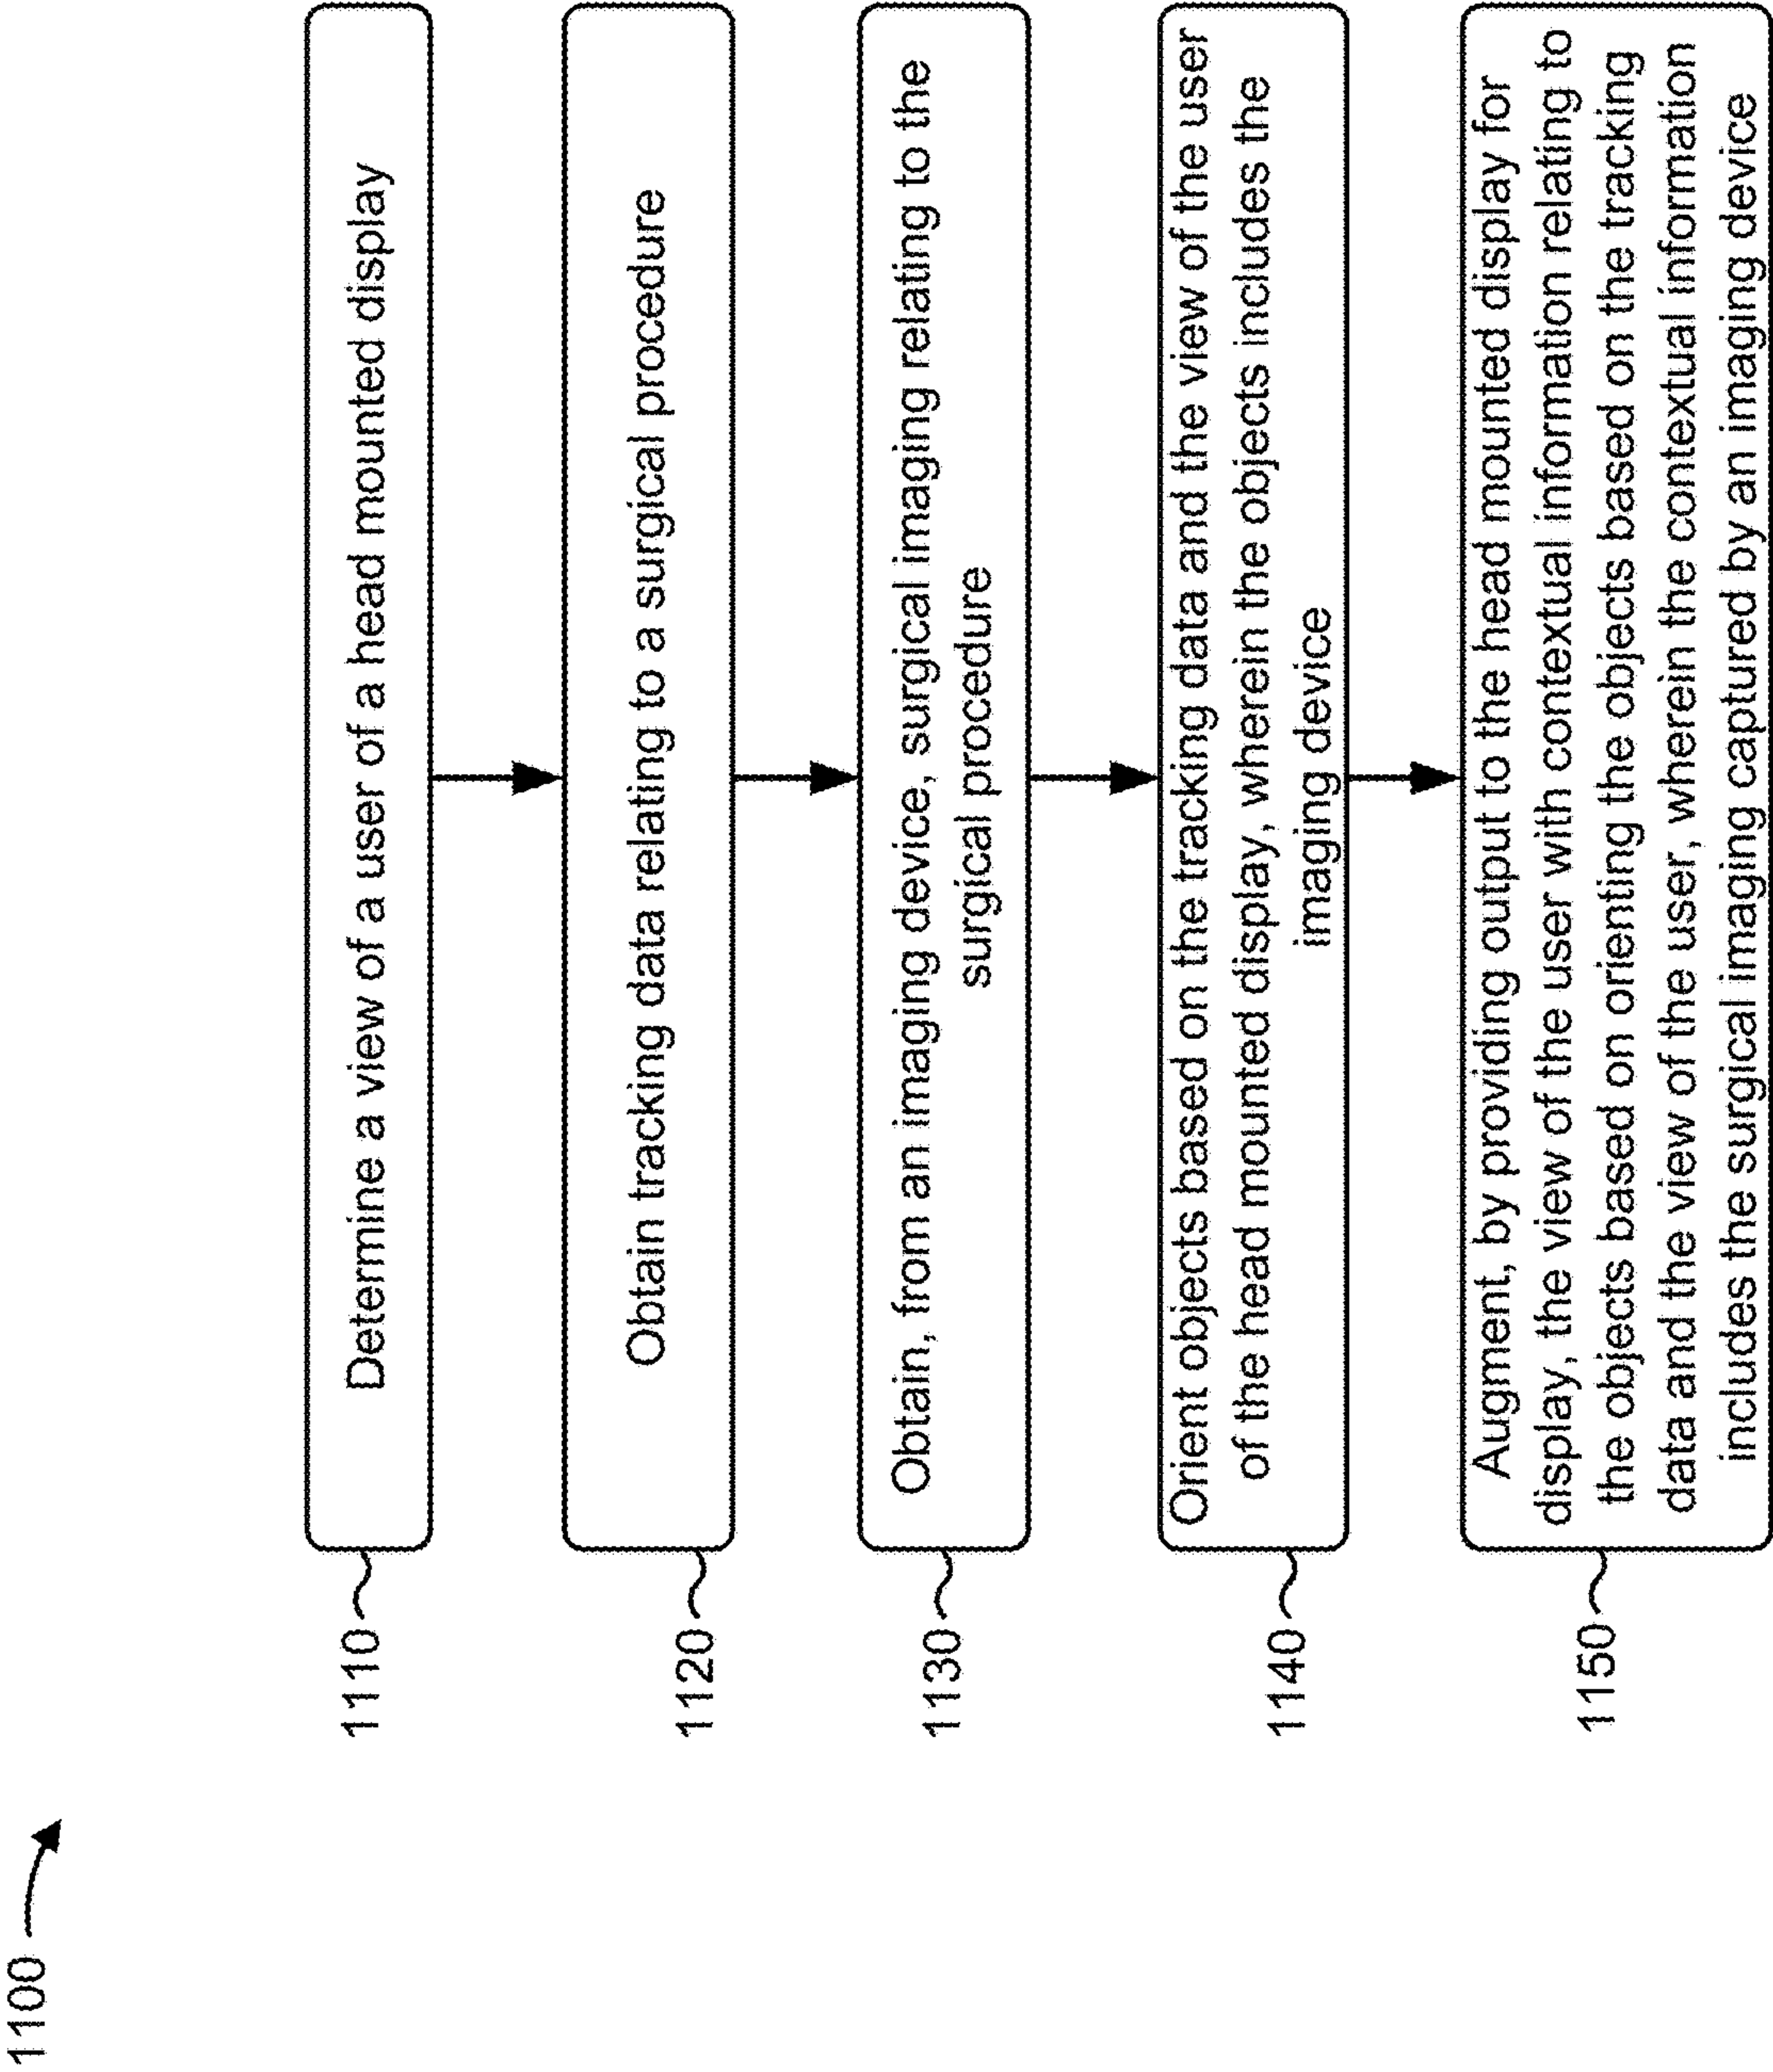 1100
1110
Determine a view of a user of a head mounted display
1120
Obtain tracking data relating to a surgical procedure
1130
Obtain, from an imaging device, surgical imaging relating to the
surgical procedure
1140
Orient objects based on the tracking data and the view of the user
of the head mounted display, wherein the objects includes the
imaging device
1150
Augment, by providing output to the head mounted display for
display, the view of the user with contextual information relating to
the objects based on orienting the objects based on the tracking
data and the view of the user, wherein the contextual information
includes the surgical imaging captured by an imaging device